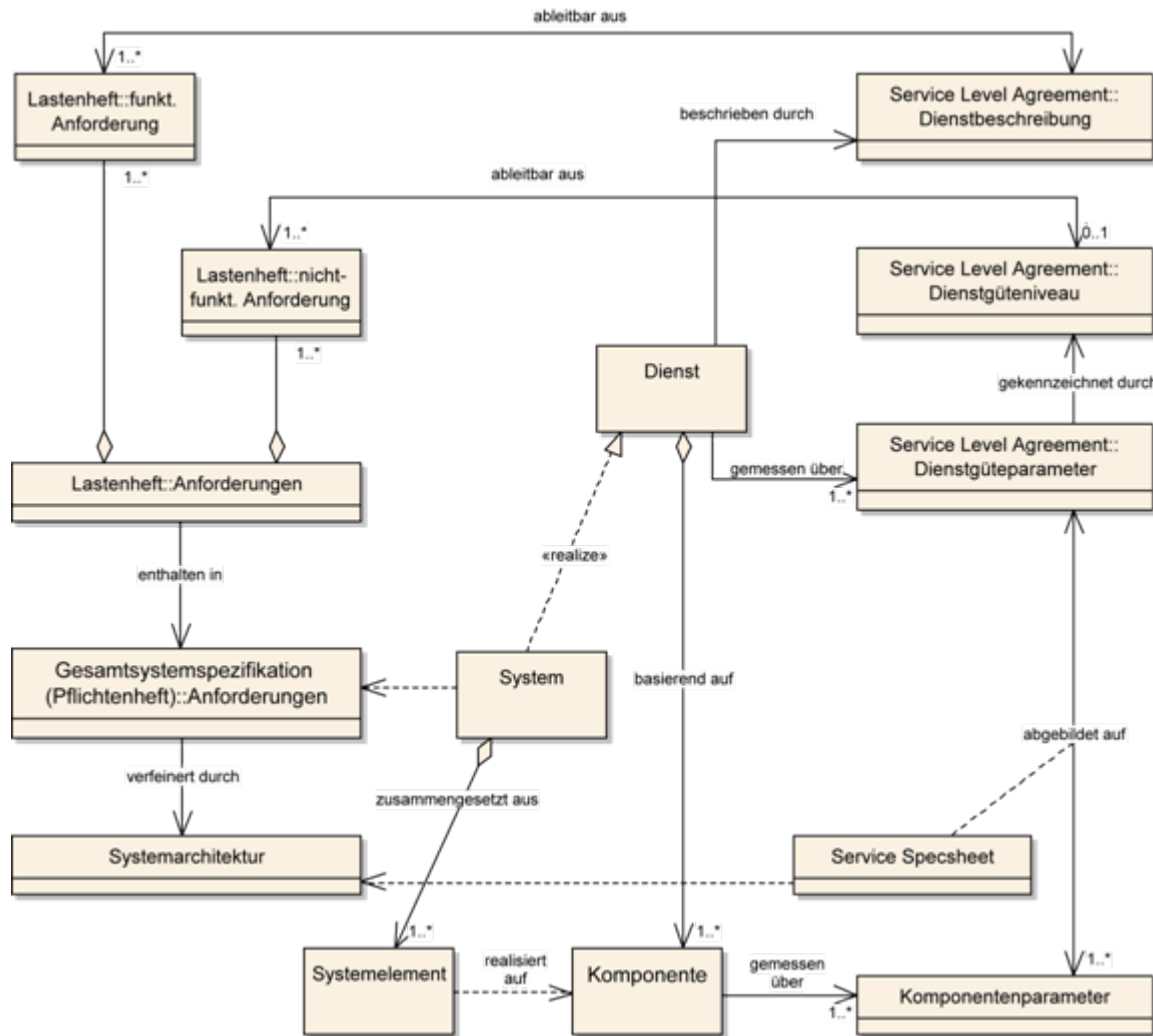 ableitbar aus
1..*
Lastenheft::funkt.
Anforderung
Service Level Agreement::
Dienstbeschreibung
beschrieben durch
1..*
ableitbar aus
1..*
0..1
Lastenheft::nicht-
funkt. Anforderung
Service Level Agreement::
Dienstgüteniveau
1..*
Dienst
gekennzeichnet durch
Service Level Agreement::
Dienstgüteparameter
gemessen über
1..*
Lastenheft::Anforderungen
«realize»
enthalten in
Gesamtsystemspezifikation
(Pflichtenheft)::Anforderungen
System
basierend auf
abgebildet auf
verfeinert durch
zusammengesetzt aus
Systemarchitektur
Service Specsheet
1..*
1..*
1..*
Systemelement
realisiert
auf
Komponente
gemessen
über
1..*
Komponentenparameter